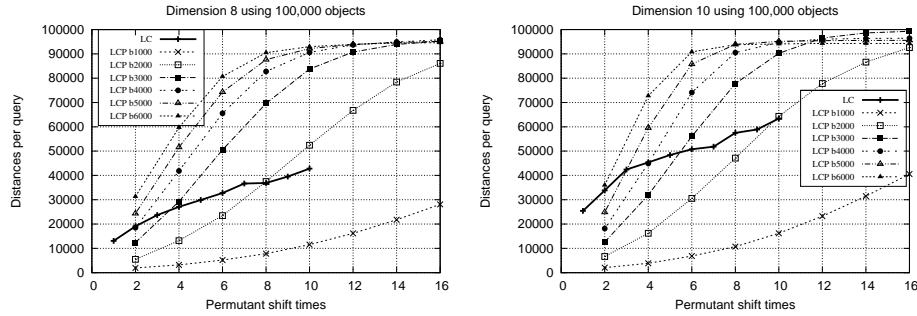 Dimension 8 using 100,000 objects
100000
90000
80000
70000
60000
50000
40000
30000
20000
10000
0
Distances per query
LC
LCP b1000
LCP b2000
LCP b3000
LCP b4000
LCP b5000
LCP b6000
0 2 4 6 8 10 12 14 16
Permutant shift times
Dimension 10 using 100,000 objects
100000
90000
80000
70000
60000
50000
40000
30000
20000
10000
0
Distances per query
LC
LCP b1000
LCP b2000
LCP b3000
LCP b4000
LCP b5000
LCP b6000
0 2 4 6 8 10 12 14 16
Permutant shift times